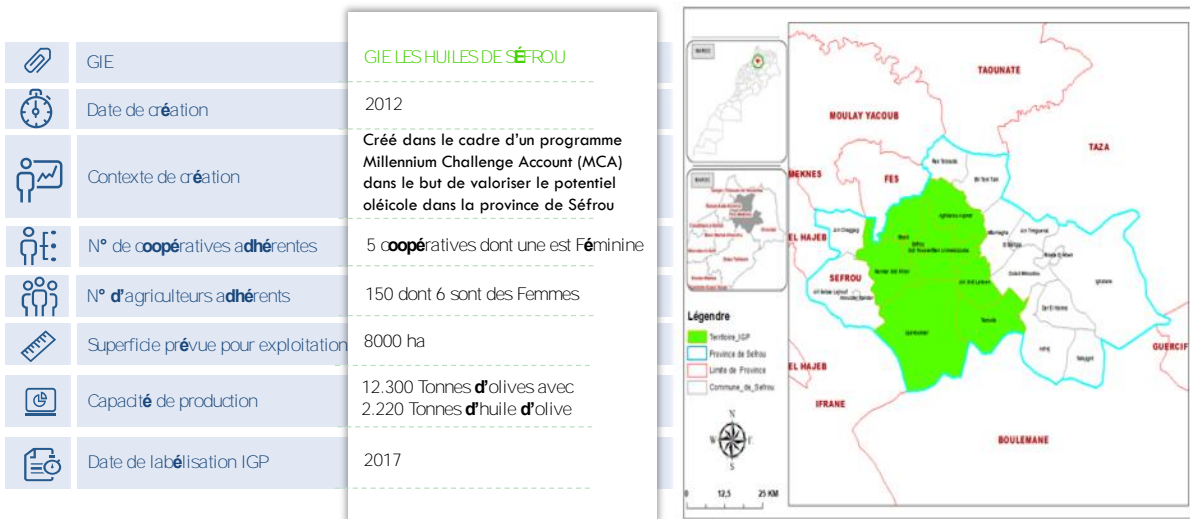 GIE
GIE LES HUILES DE SÉFROU
Date de création
2012
Contexte de création
Créé dans le cadre d'un programme
Millennium Challenge Account (MCA)
dans le but de valoriser le potentiel
oléicole dans la province de Séfrou
N° de coopératives adhérentes
5 coopératives dont une est Féminine
N° d'agriculteurs adhérents
150 dont 6 sont des Femmes
Superficie prévue pour exploitation
8000 ha
Capacité de production
12.300 Tonnes d'olives avec
2.220 Tonnes d'huile d'olive
Date de labélisation IGP
2017
MAROC
MAROC
Légende
Territoire_IGP
Province de Sefrou
Limite de Province
Commune_de_Sefrou
N
W
E
S
0 12,5 25 KM
TAOUNATE
MOULAY YACOUB
TAZA
MEKNES
FES
EL HAJEB
SEFROU
GUERCIF
EL HAJEB
IFRANE
BOULEMANE